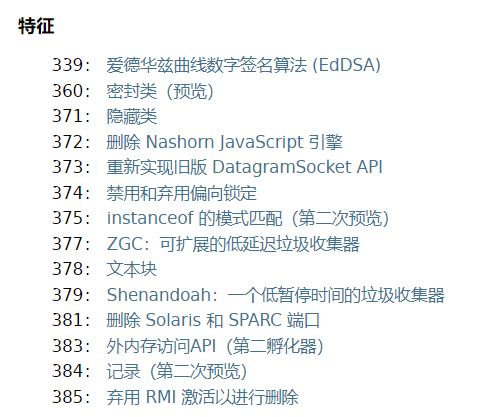 特征
339： 爱德华兹曲线数字签名算法 (EdDSA)
360： 密封类（预览）
371： 隐藏类
372： 删除 Nashorn JavaScript 引擎
373： 重新实现旧版 DatagramSocket API
374： 禁用和弃用偏向锁定
375： instanceof 的模式匹配（第二次预览）
377： ZGC：可扩展的低延迟垃圾收集器
378： 文本块
379： Shenandoah：一个低暂停时间的垃圾收集器
381： 删除 Solaris 和 SPARC 端口
383： 外内存访问API（第二孵化器）
384： 记录（第二次预览）
385： 弃用 RMI 激活以进行删除